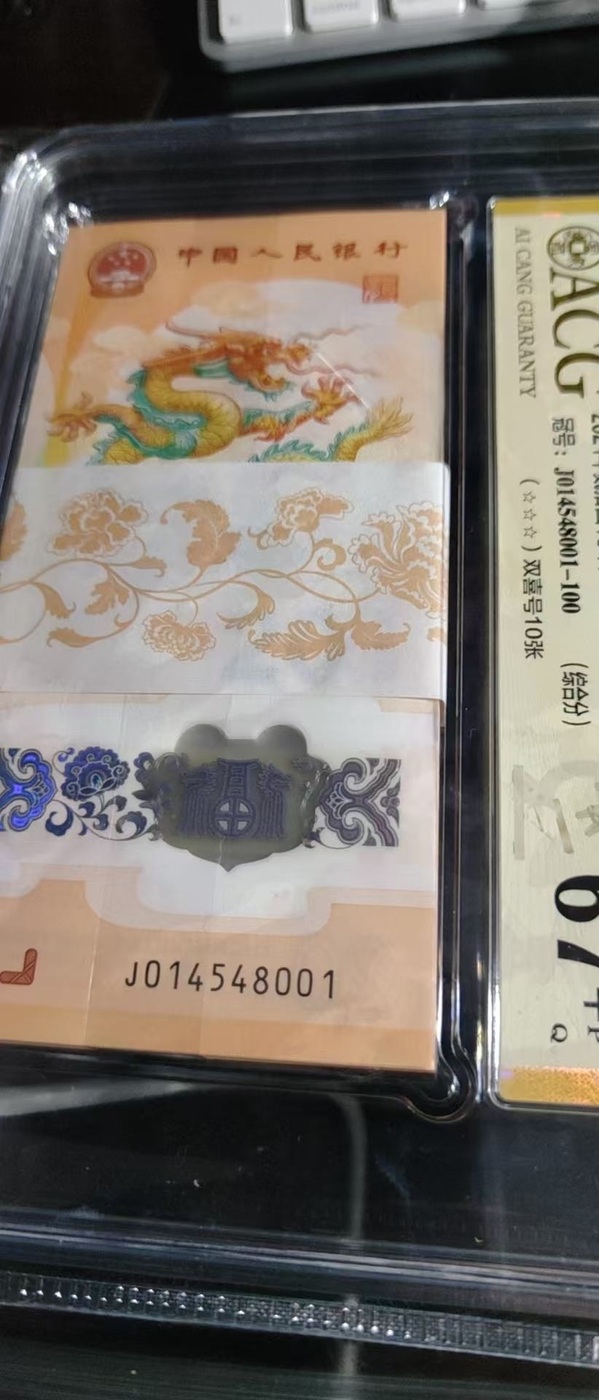 中国人民银行
J014548001
ACG
AI CANG GUARANTY
冠号: J014548001-100
(☆☆☆) 双喜号10张
(综合分)
67
Q